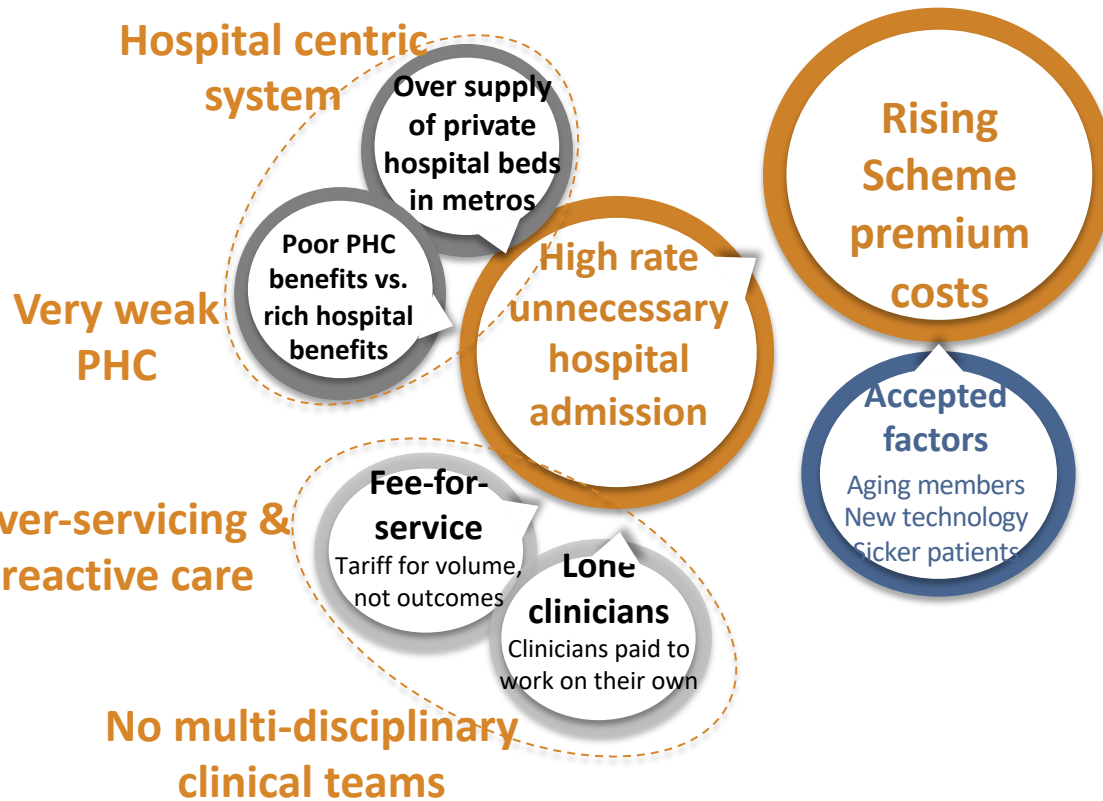 Hospital centric
system
Over supply
of private
hospital beds
in metros
Poor PHC
benefits vs.
rich hospital
benefits
Very weak
PHC
High rate
unnecessary
hospital
admission
Rising
Scheme
premium
costs
Accepted
factors
Aging members
New technology
Sicker patients
Fee-for-
service
Tariff for volume,
not outcomes
ver-servicing &
reactive care
Lone
clinicians
Clinicians paid to
work on their own
No multi-disciplinary
clinical teams